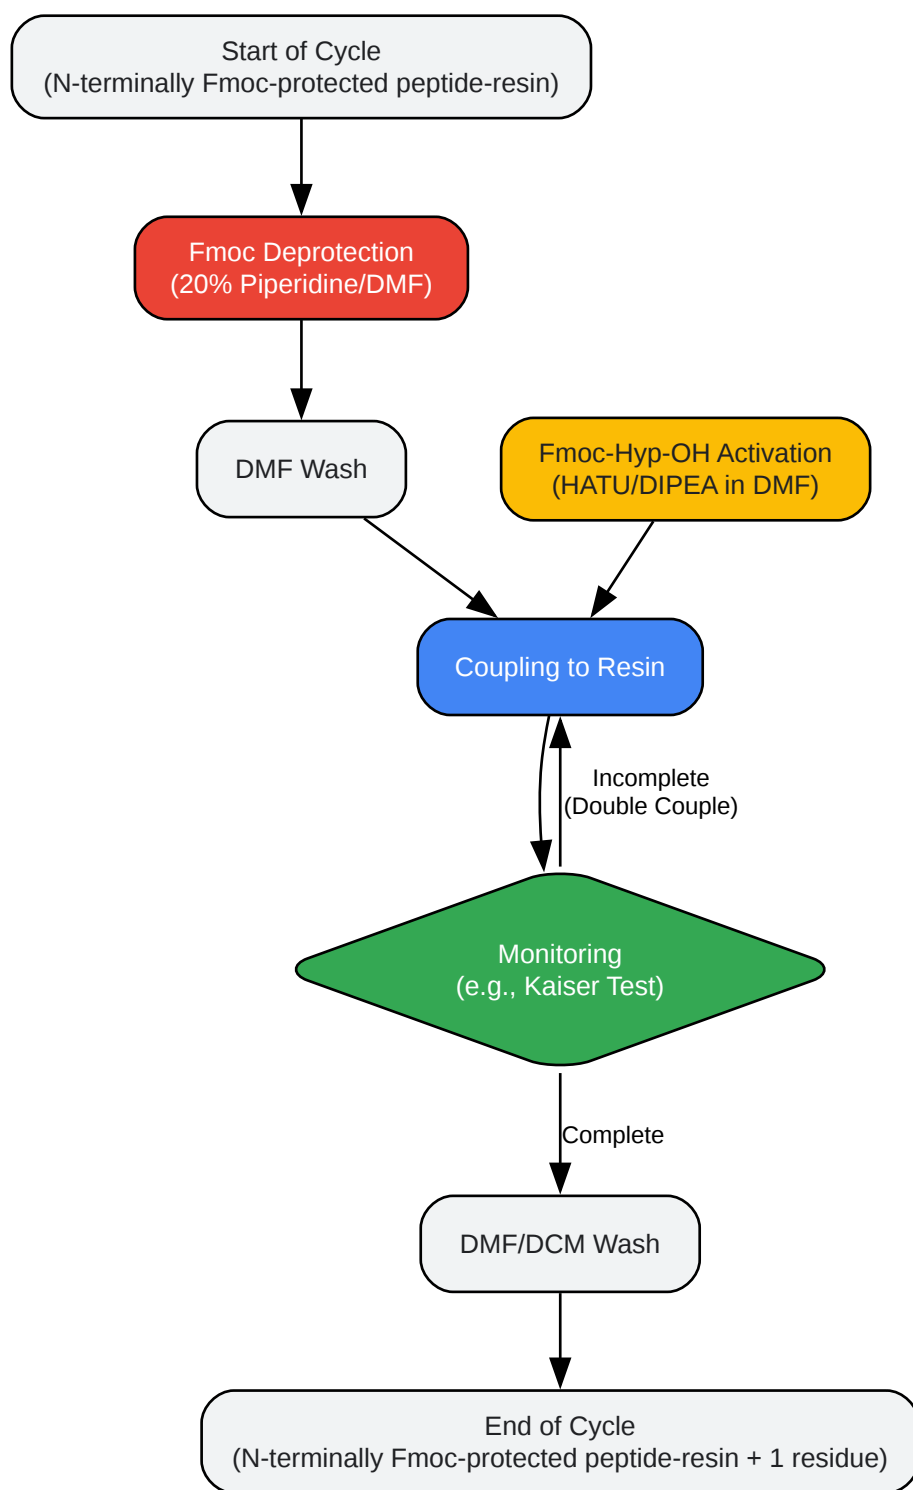 Start of Cycle
(N-terminally Fmoc-protected peptide-resin)
Fmoc Deprotection
(20% Piperidine/DMF)
DMF Wash
Fmoc-Hyp-OH Activation
(HATU/DIPEA in DMF)
Coupling to Resin
Incomplete
(Double Couple)
Monitoring
(e.g., Kaiser Test)
Complete
DMF/DCM Wash
End of Cycle
(N-terminally Fmoc-protected peptide-resin + 1 residue)